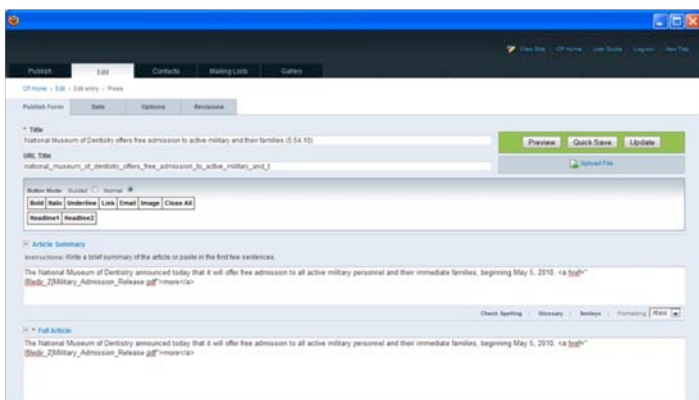 View Site | CP Home | User Guide | Log-out | New Tab
Publish Edit Contacts Mailing Lists Gallery
CP Home › Edit › Edit entry › Press
Publish Form Date Options Revisions
* Title
National Museum of Dentistry offers free admission to active military and their families (5.54.10)
Preview Quick Save Update
URL Title
national_museum_of_dentistry_offers_free_admission_to_active_military_and_t
Upload File
Button Mode: Guided Normal
Bold Italic Underline Link Email Image Close All
Headline1 Headline2
Article Summary
Instructions: Write a brief summary of the article or paste in the first few sentences.
The National Museum of Dentistry announced today that it will offer free admission to all active military personnel and their immediate families, beginning May 5, 2010. <a href="
{filedir_2}Military_Admission_Release.pdf">more</a>
Check Spelling | Glossary | Smileys | Formatting: Xhtml
* Full Article
The National Museum of Dentistry announced today that it will offer free admission to all active military personnel and their immediate families, beginning May 5, 2010. <a href="
{filedir_2}Military_Admission_Release.pdf">more</a>